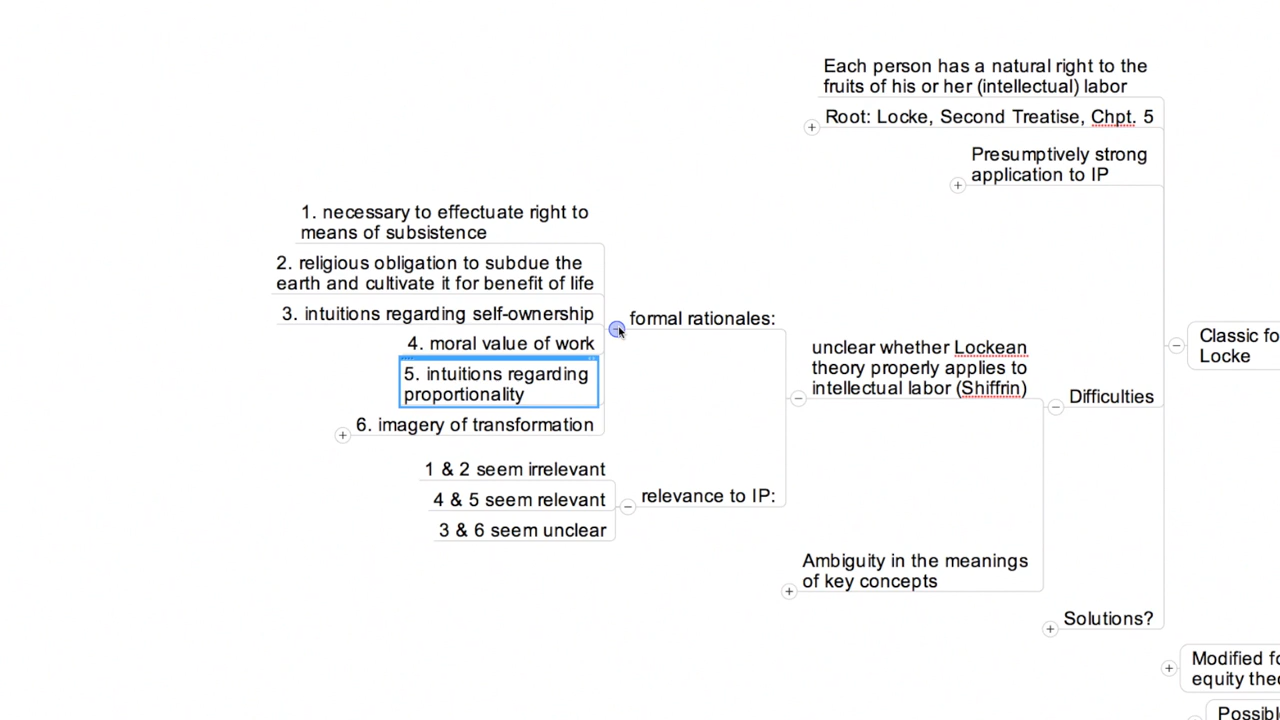 Each person has a natural right to the
fruits of his or her (intellectual) labor
Root: Locke, Second Treatise, Chpt. 5
Presumptively strong
application to IP
1. necessary to effectuate right to
means of subsistence
2. religious obligation to subdue the
earth and cultivate it for benefit of life
3. intuitions regarding self-ownership
4. moral value of work
5. intuitions regarding
proportionality
6. imagery of transformation
formal rationales:
1 & 2 seem irrelevant
4 & 5 seem relevant
3 & 6 seem unclear
relevance to IP:
unclear whether Lockean
theory properly applies to
intellectual labor (Shiffrin)
Ambiguity in the meanings
of key concepts
Difficulties
Solutions?
Classic fo
Locke
Modified fo
equity the
Possibl